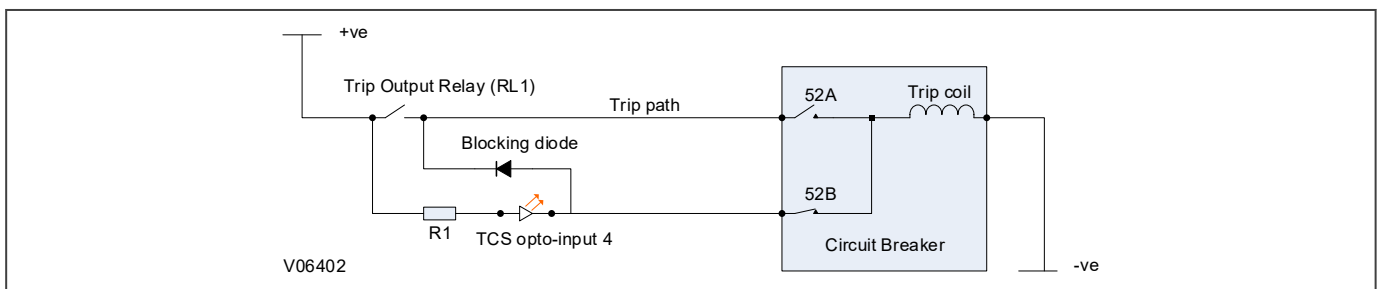 +ve
Trip Output Relay (RL1)
Trip path
52A
Trip coil
Blocking diode
52B
R1
TCS opto-input 4
Circuit Breaker
V06402
-ve